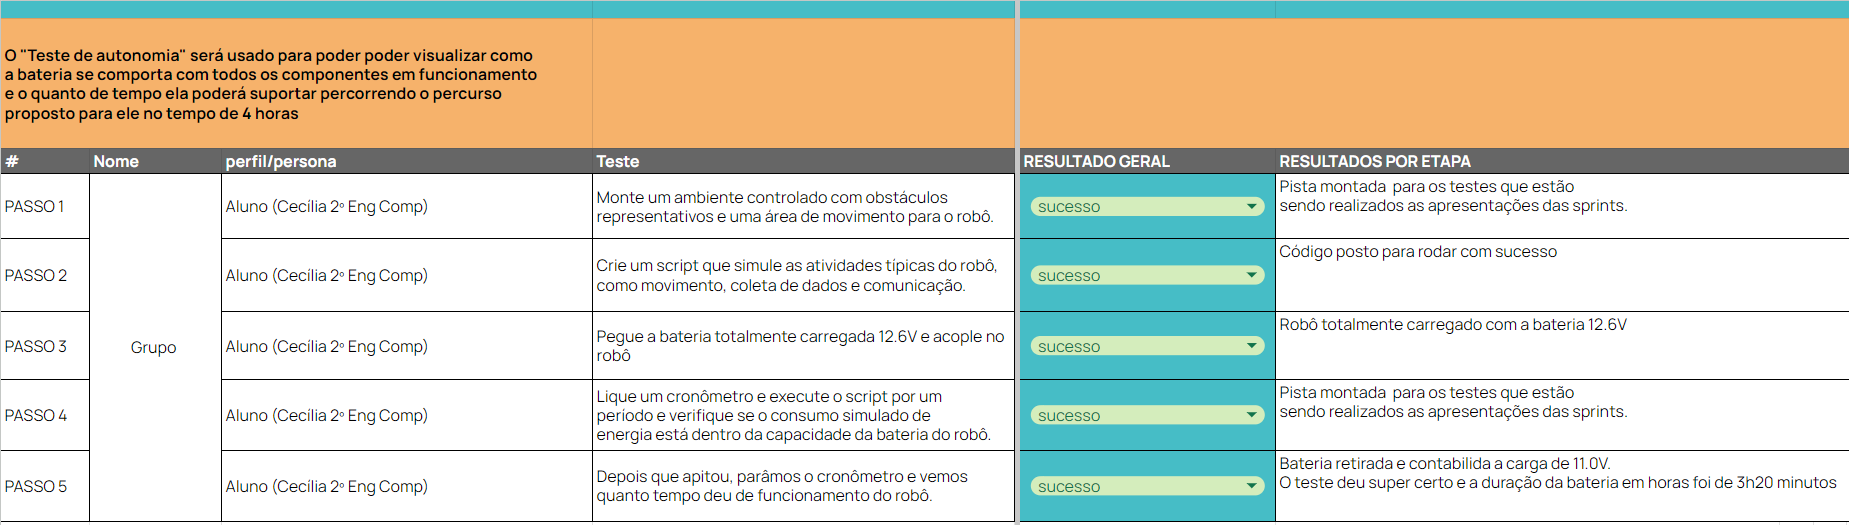 O "Teste de autonomia" será usado para poder poder visualizar como
a bateria se comporta com todos os componentes em funcionamento
e o quanto de tempo ela poderá suportar percorrendo o percurso
proposto para ele no tempo de 4 horas
# Nome perfil/persona Teste RESULTADO GERAL RESULTADOS POR ETAPA
PASSO 1
Aluno (Cecília 2º Eng Comp)
Monte um ambiente controlado com obstáculos
representativos e uma área de movimento para o robô.
sucesso
Pista montada para os testes que estão
sendo realizados as apresentações das sprints.
PASSO 2
Aluno (Cecília 2º Eng Comp)
Crie um script que simule as atividades típicas do robô,
como movimento, coleta de dados e comunicação.
sucesso
Código posto para rodar com sucesso
PASSO 3
Grupo
Aluno (Cecília 2º Eng Comp)
Pegue a bateria totalmente carregada 12.6V e acople no
robô
sucesso
Robô totalmente carregado com a bateria 12.6V
PASSO 4
Aluno (Cecília 2º Eng Comp)
Lique um cronômetro e execute o script por um
período e verifique se o consumo simulado de
energia está dentro da capacidade da bateria do robô.
sucesso
Pista montada para os testes que estão
sendo realizados as apresentações das sprints.
PASSO 5
Aluno (Cecília 2º Eng Comp)
Depois que apitou, parâmos o cronômetro e vemos
quanto tempo deu de funcionamento do robô.
sucesso
Bateria retirada e contabilida a carga de 11.0V.
O teste deu super certo e a duração da bateria em horas foi de 3h20 minutos